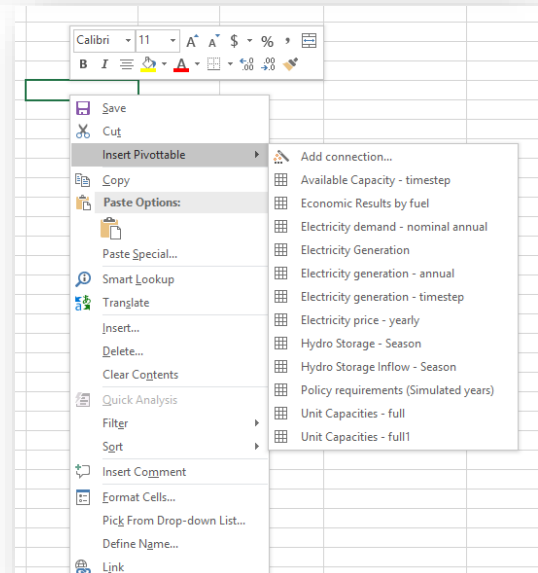 Calibri 11 A A $ % ,
B I A .00 .00
Save
Cut
Insert Pivottable
Copy
Paste Options:
Paste Special...
Smart Lookup
Translate
Insert...
Delete...
Clear Contents
Quick Analysis
Filter
Sort
Insert Comment
Format Cells...
Pick From Drop-down List...
Define Name...
Link
Add connection...
Available Capacity - timestep
Economic Results by fuel
Electricity demand - nominal annual
Electricity Generation
Electricity generation - annual
Electricity generation - timestep
Electricity price - yearly
Hydro Storage - Season
Hydro Storage Inflow - Season
Policy requirements (Simulated years)
Unit Capacities - full
Unit Capacities - full1